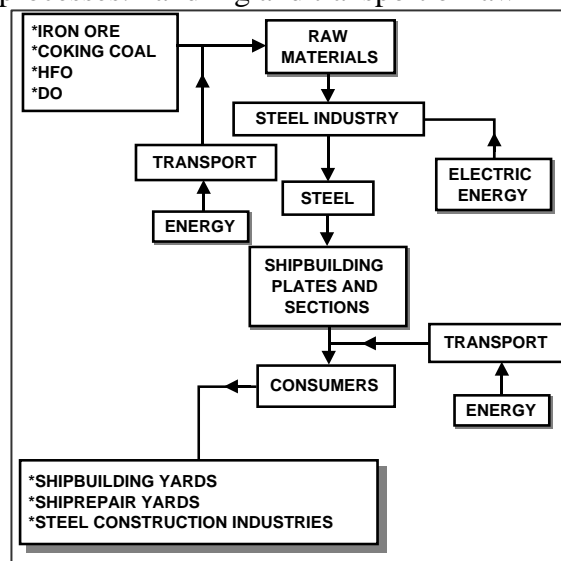 processes: handling and transport of raw
*IRON ORE
*COKING COAL
*HFO
*DO
RAW
MATERIALS
STEEL INDUSTRY
TRANSPORT
ELECTRIC
ENERGY
STEEL
ENERGY
SHIPBUILDING
PLATES AND
SECTIONS
TRANSPORT
CONSUMERS
ENERGY
*SHIPBUILDING YARDS
*SHIPREPAIR YARDS
*STEEL CONSTRUCTION INDUSTRIES